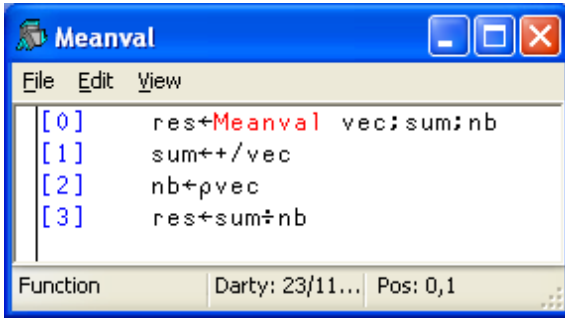 Meanval
File Edit View
[0] res←Meanval vec;sum;nb
[1] sum←+/vec
[2] nb←⍴vec
[3] res←sum÷nb
Function Darty: 23/11... Pos: 0,1